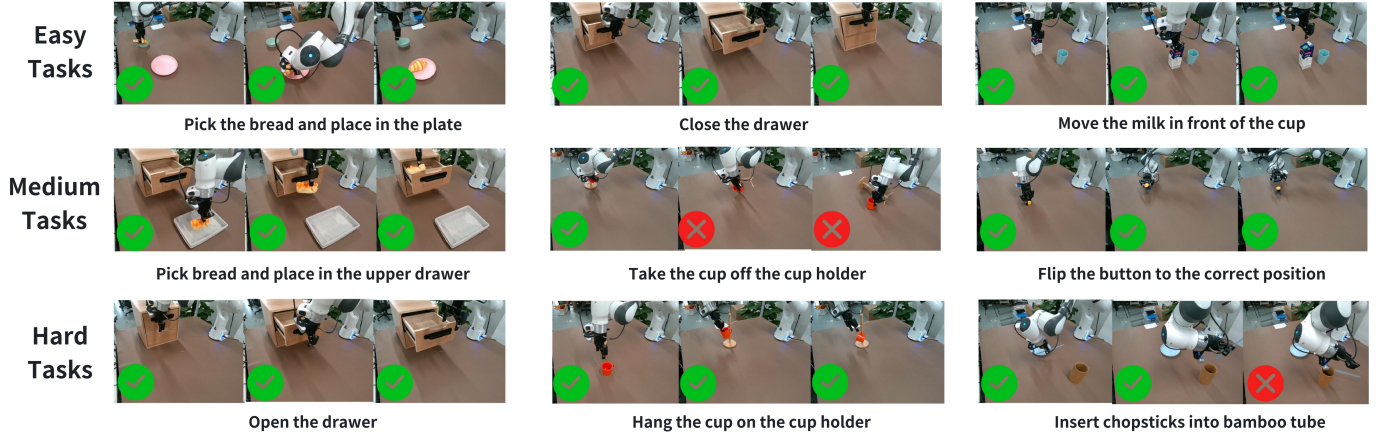 Easy
Tasks
Pick the bread and place in the plate
Close the drawer
Move the milk in front of the cup
Medium
Tasks
Pick bread and place in the upper drawer
Take the cup off the cup holder
Flip the button to the correct position
Hard
Tasks
Open the drawer
Hang the cup on the cup holder
Insert chopsticks into bamboo tube